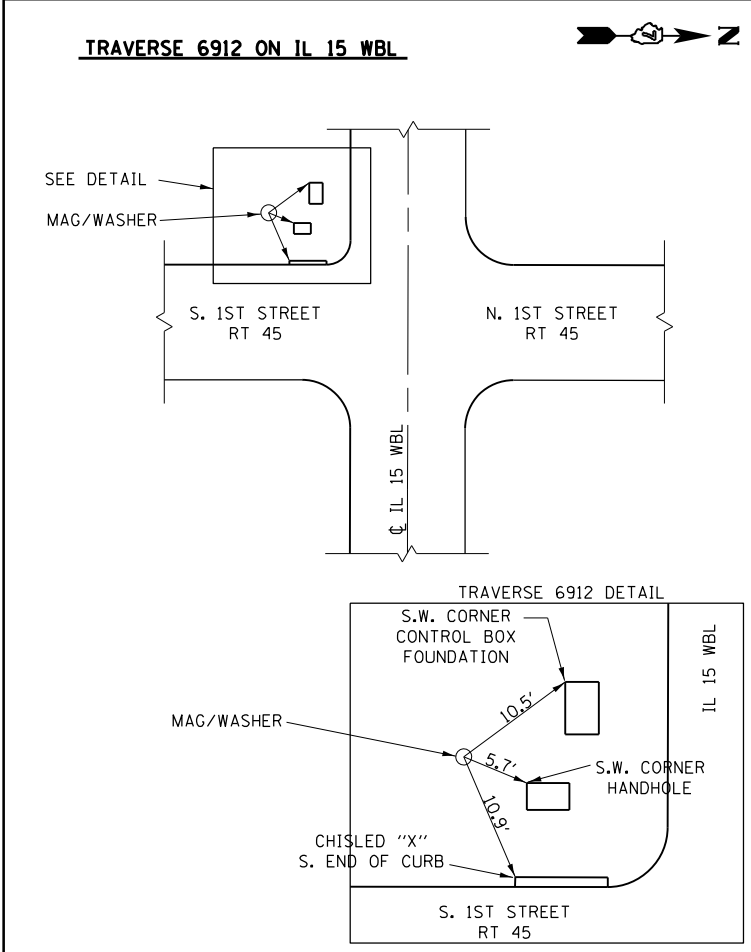 TRAVERSE 6912 ON IL 15 WBL
N
SEE DETAIL
MAG/WASHER
S. 1ST STREET
RT 45
N. 1ST STREET
RT 45
℄ IL 15 WBL
TRAVERSE 6912 DETAIL
S.W. CORNER
CONTROL BOX
FOUNDATION
IL 15 WBL
10.5'
MAG/WASHER
5.7'
S.W. CORNER
HANDHOLE
10.9'
CHISLED "X"
S. END OF CURB
S. 1ST STREET
RT 45